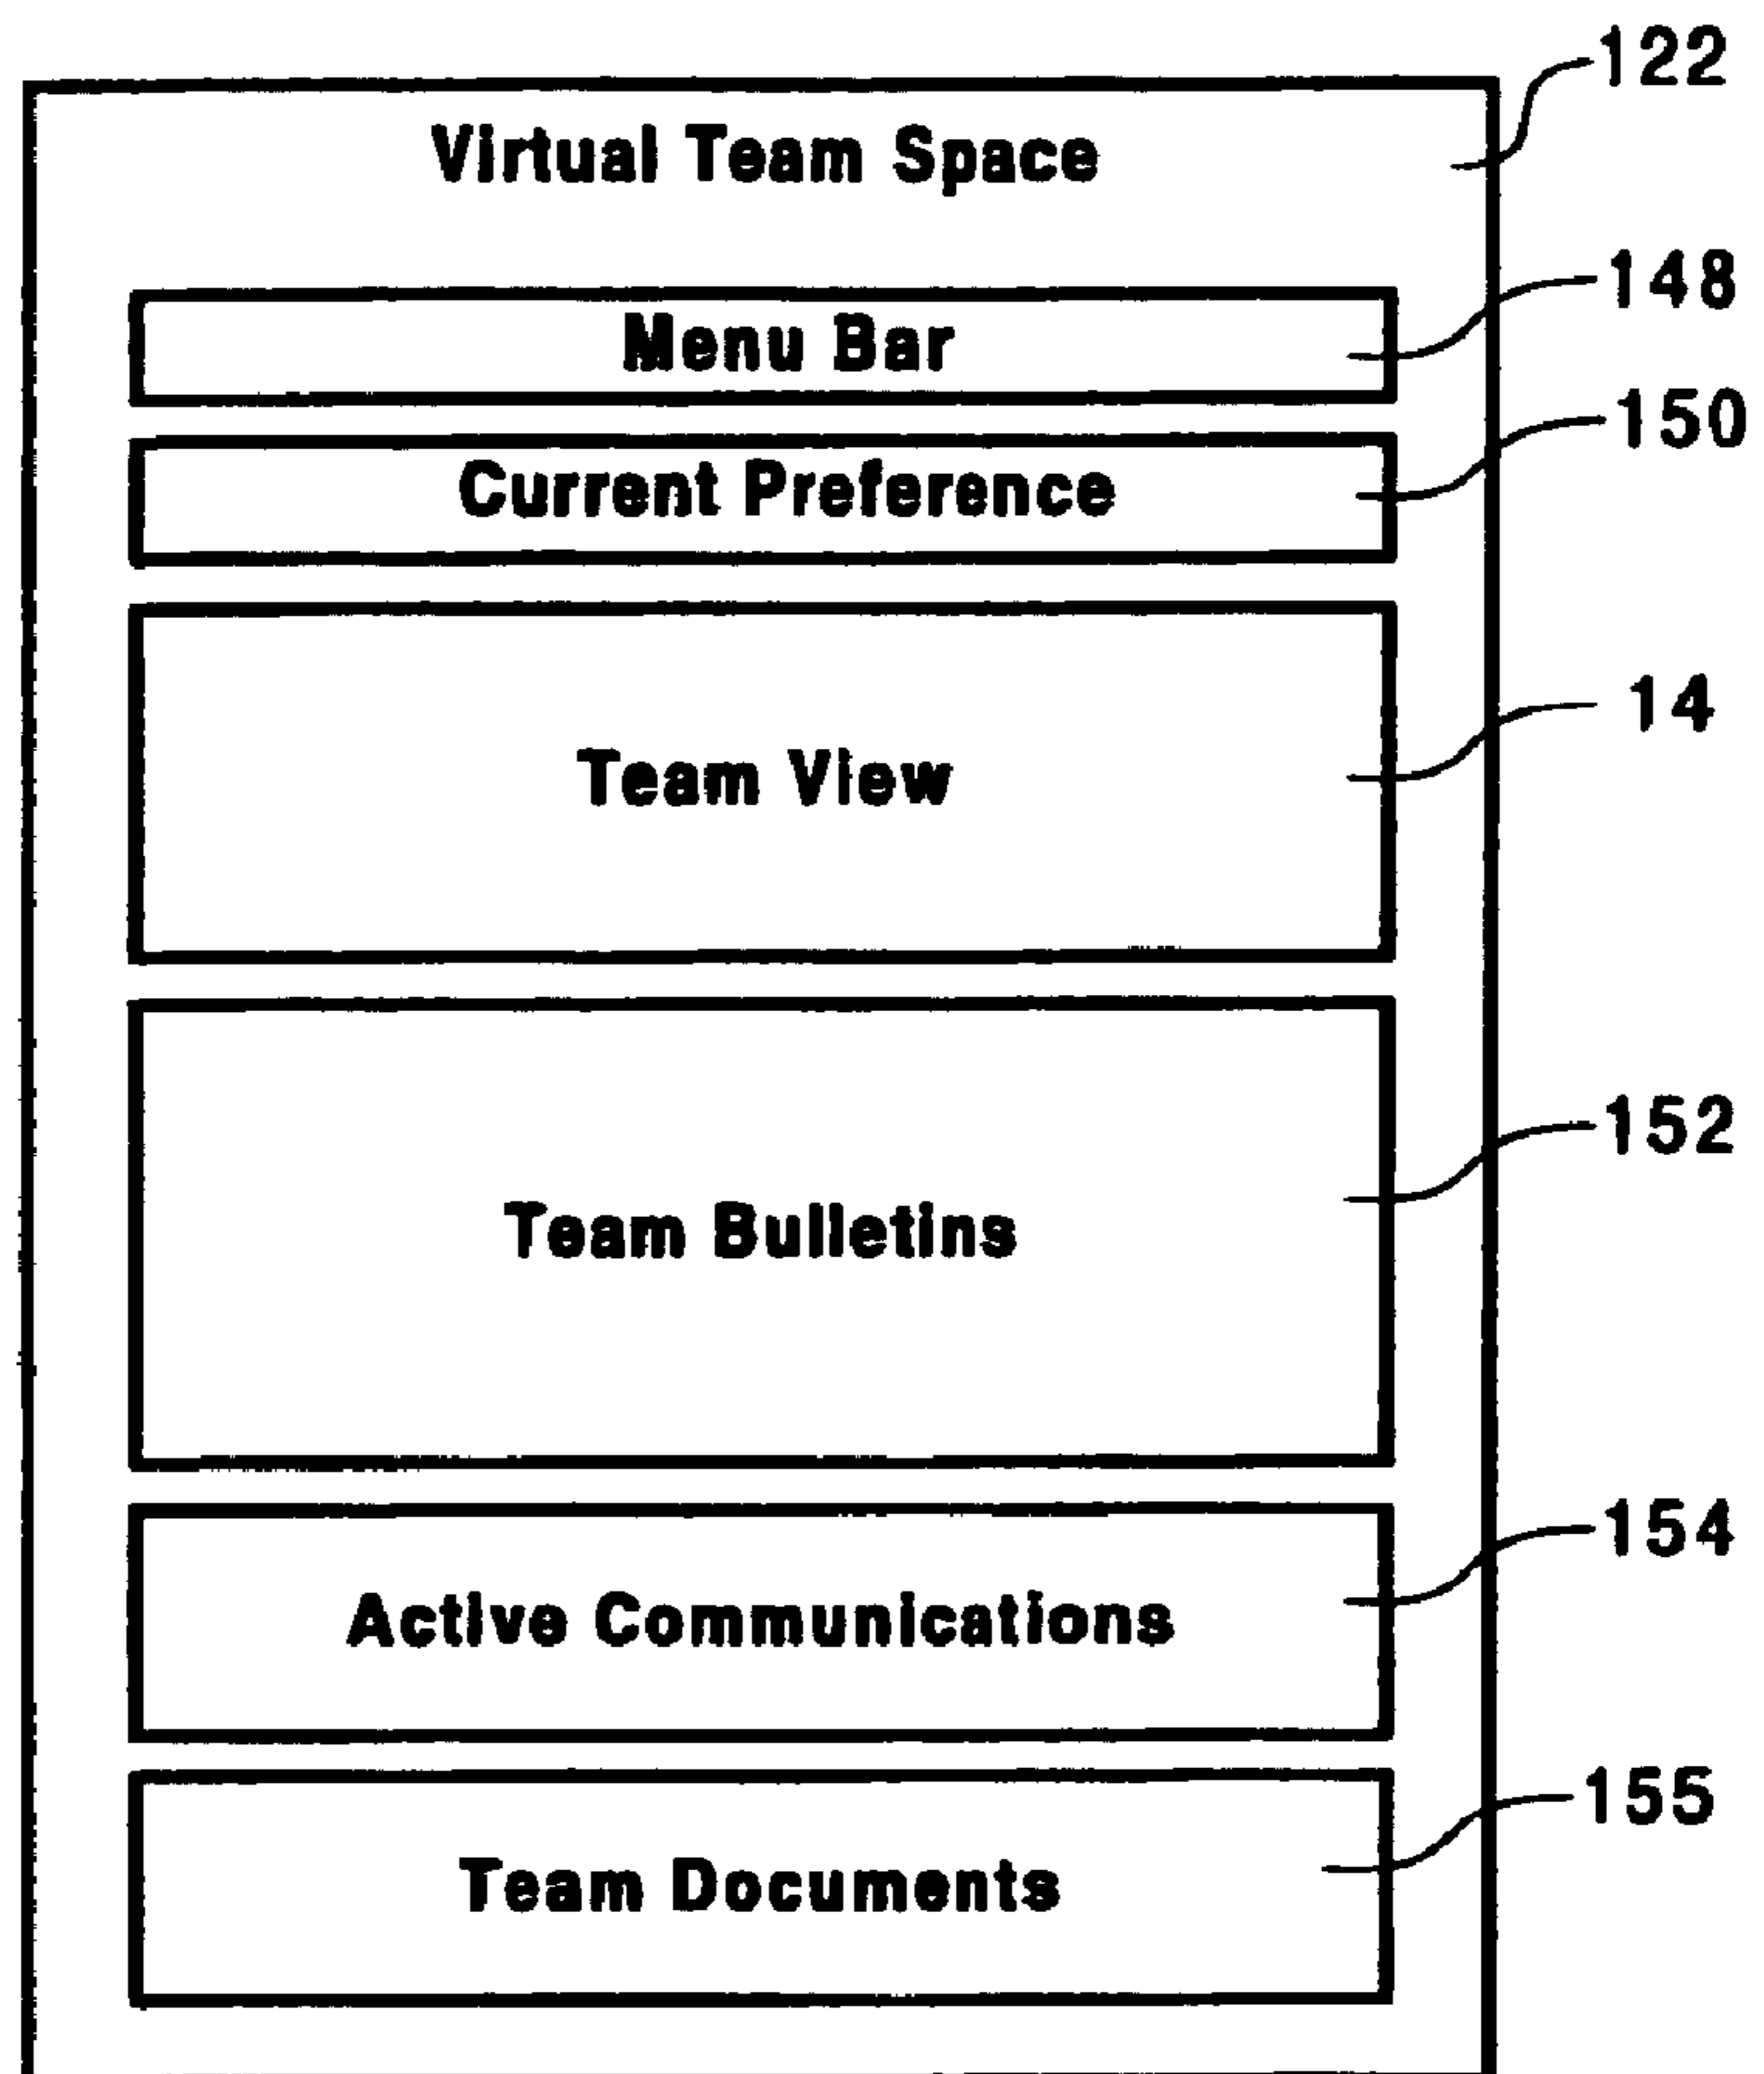 122
Virtual Team Space
148
Menu Bar
150
Current Preference
14
Team View
152
Team Bulletins
154
Active Communications
155
Team Documents